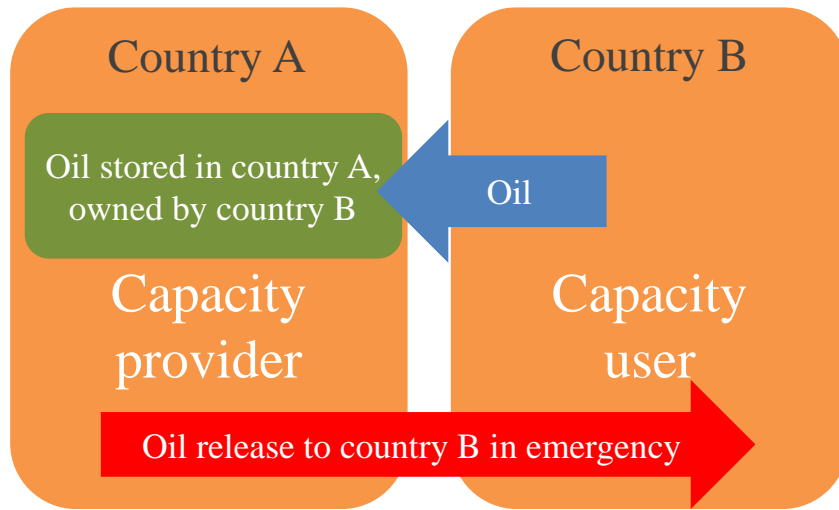 Country A
Country B
Oil stored in country A,
owned by country B
Oil
Capacity
provider
Capacity
user
Oil release to country B in emergency